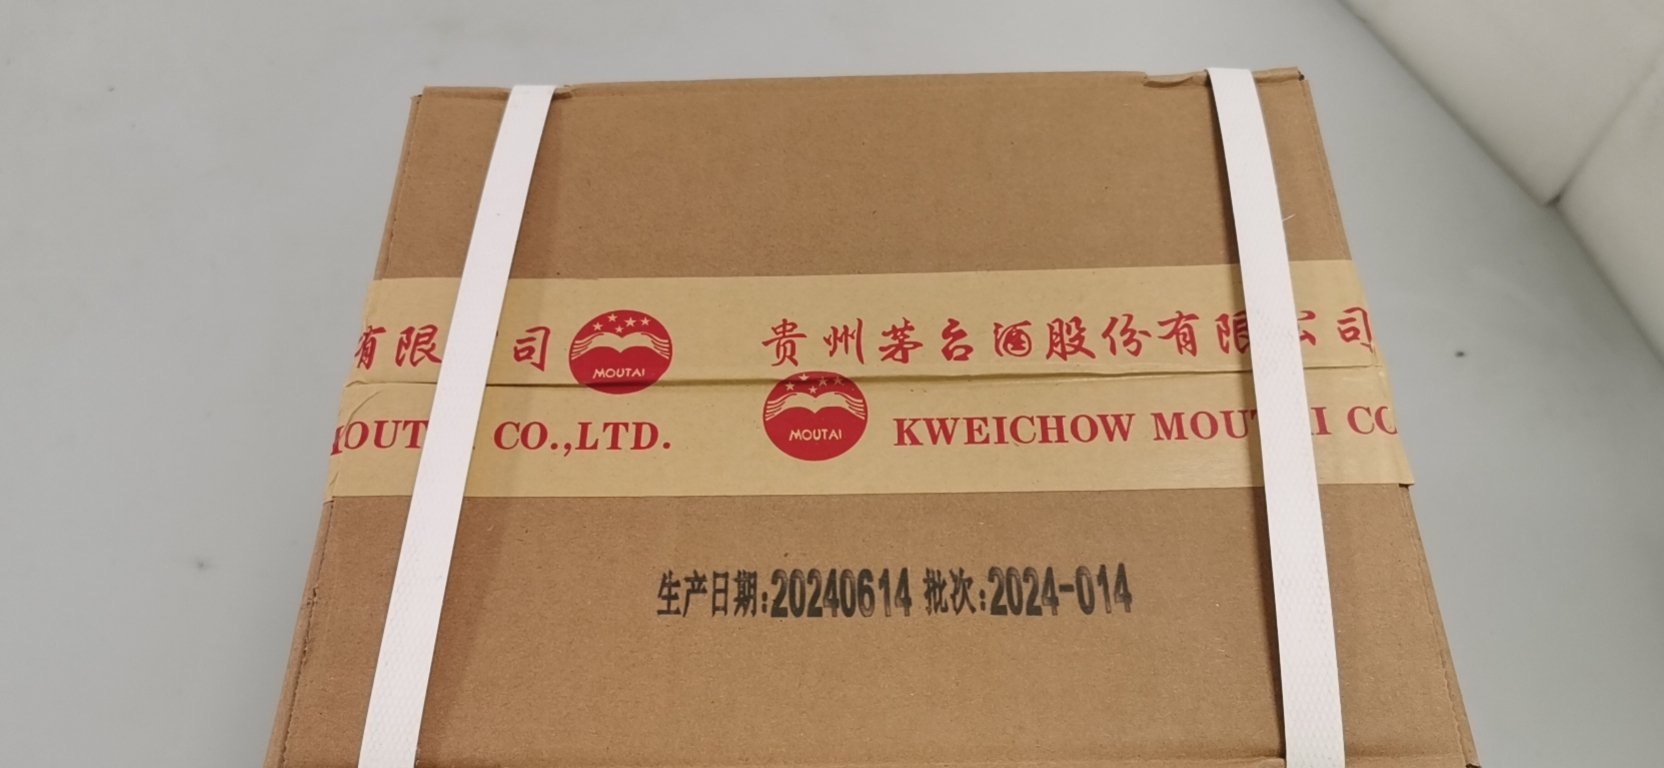 有限 司 MOUTAI 贵州茅台酒股份有限公司
MOUTAI
OUT CO.,LTD. KWEICHOW MOUT I CO
生产日期:20240614 批次:2024-014